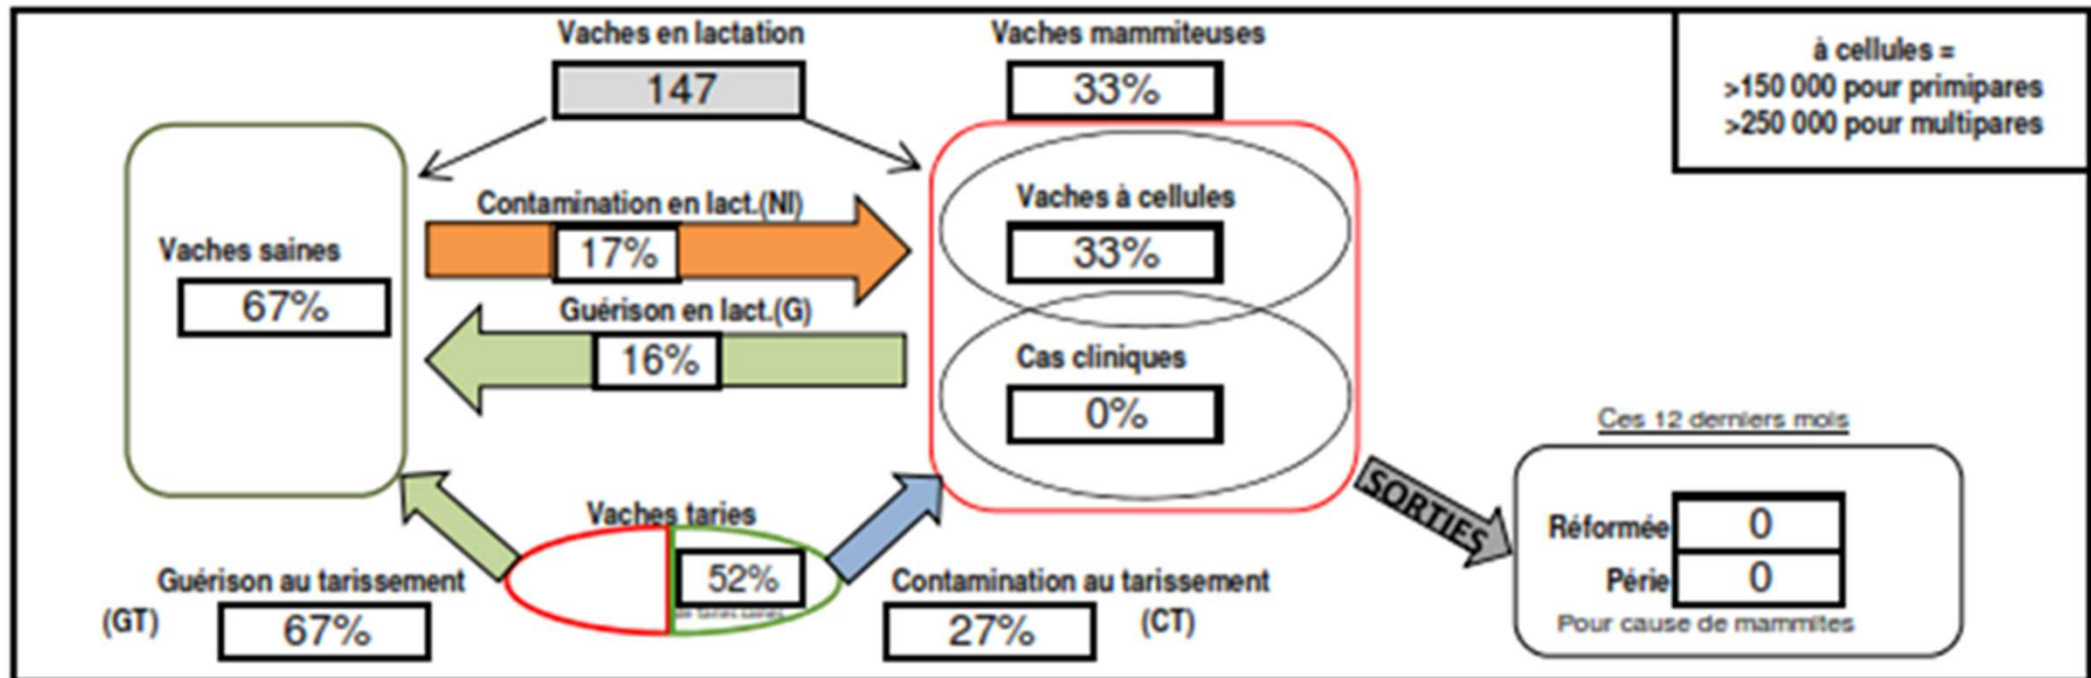 Vaches en lactation
147
Vaches mammiteuses
33%
à cellules =
>150 000 pour primipares
>250 000 pour multipares
Vaches saines
67%
Contamination en lact.(NI)
17%
Guérison en lact.(G)
16%
Vaches à cellules
33%
Cas cliniques
0%
SORTIES
Ces 12 derniers mois
Réformée 0
Périe 0
Pour cause de mammites
Vaches taries
52%
de taries saines
Guérison au tarissement
(GT) 67%
Contamination au tarissement
27% (CT)